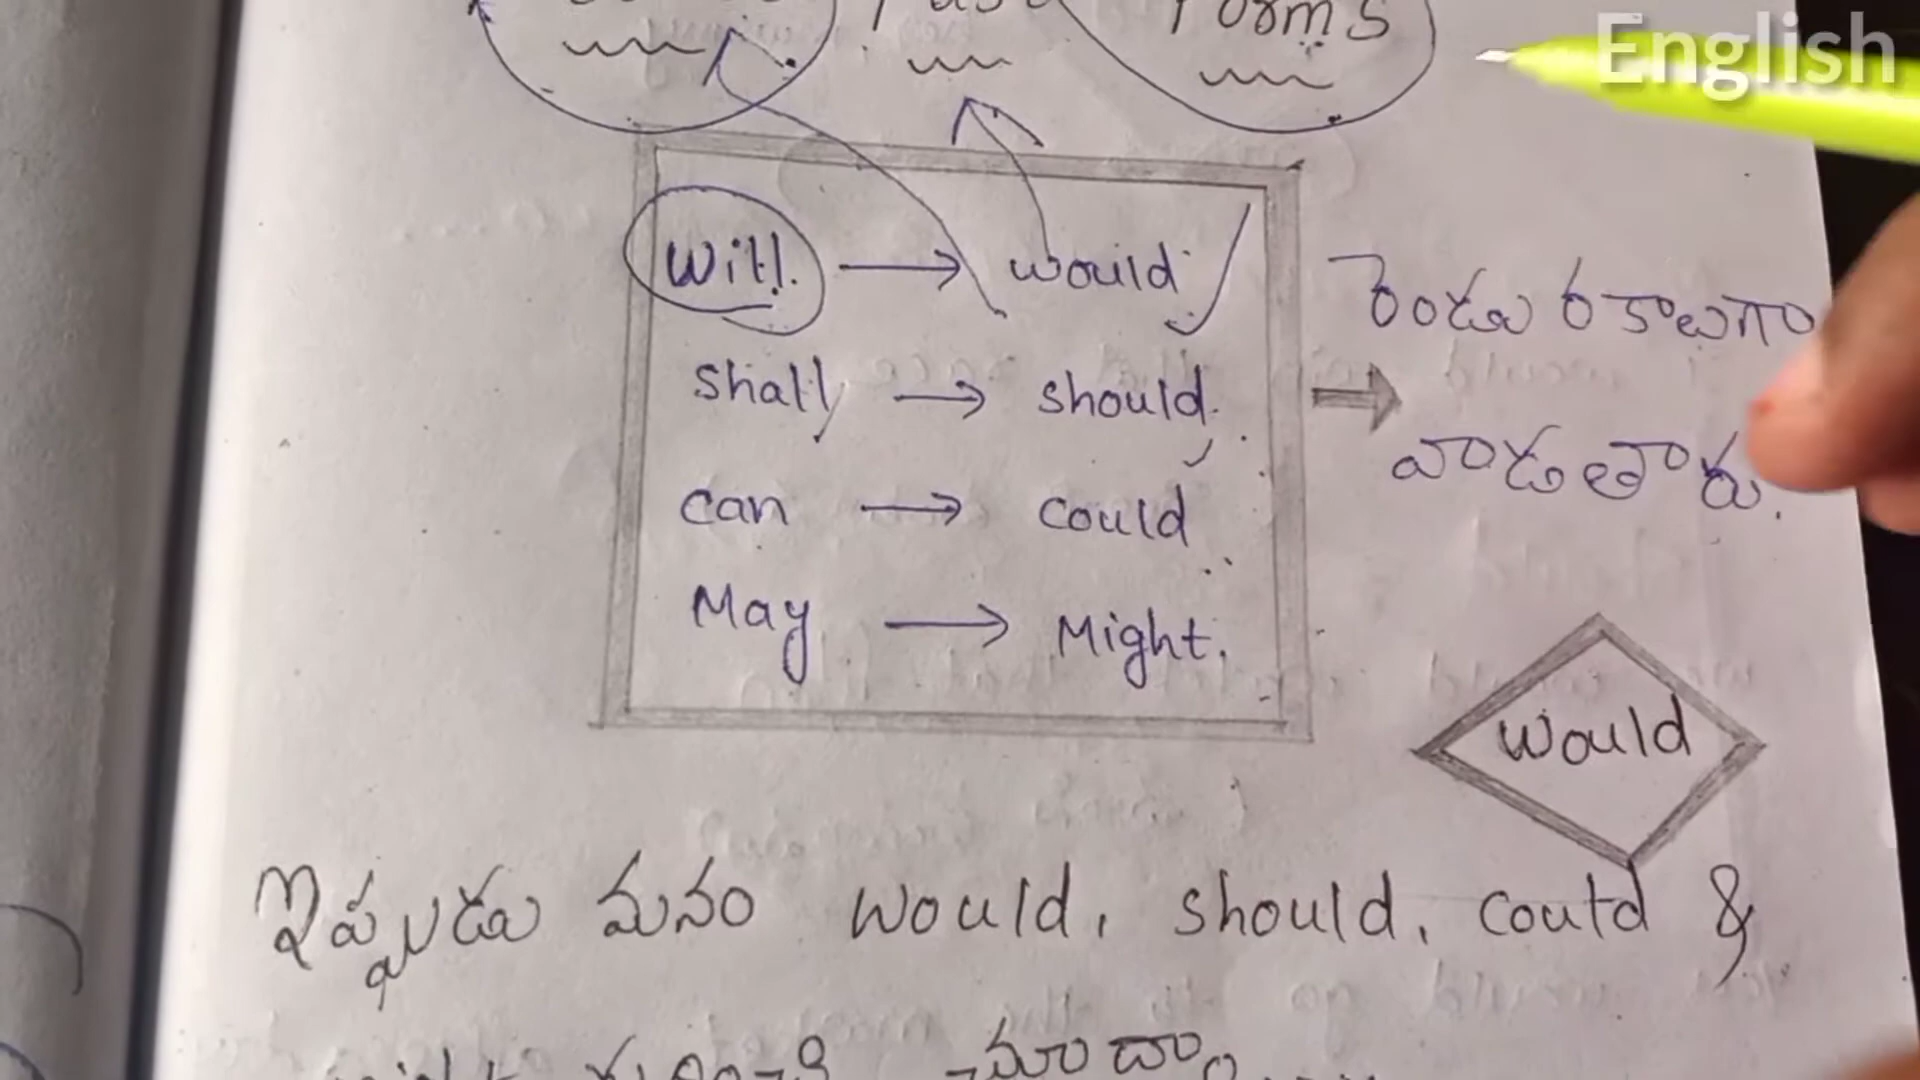 Forms
English
Will → would
రెండు రకాలుగా
shall → should
వాడుతారు.
can → could
May → Might.
would
ఇప్పుడు మనం would, should, could &
గురించి చూద్దాం